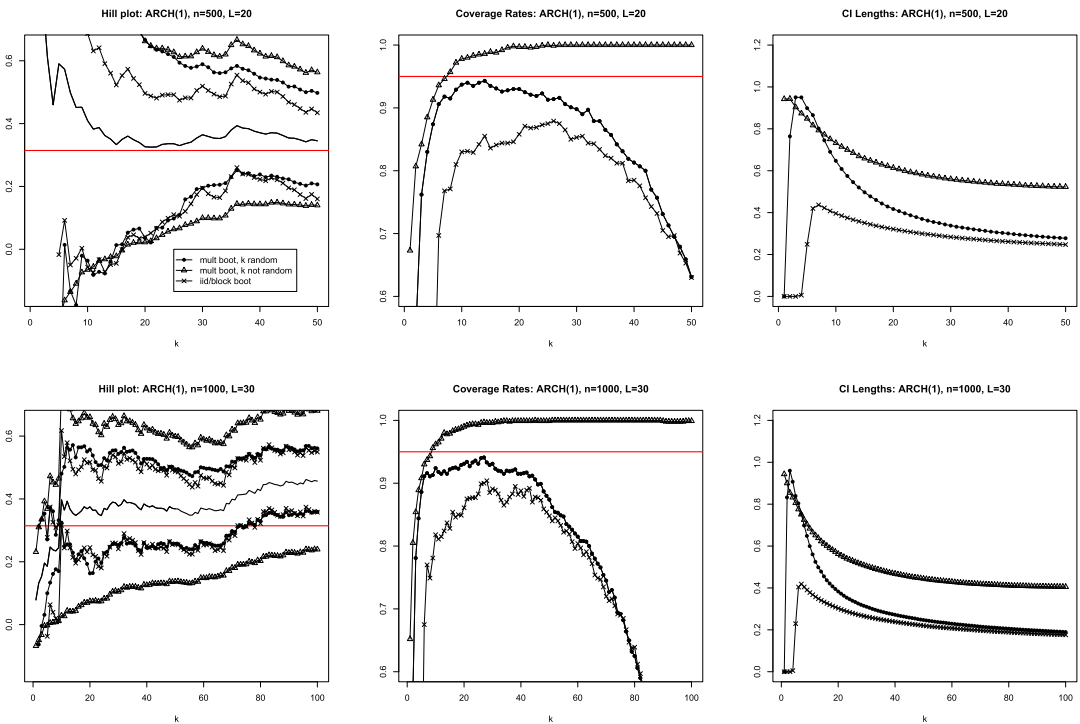 Hill plot: ARCH(1), n=500, L=20
0.0 0.2 0.4 0.6
mult boot, k random
mult boot, k not random
iid/block boot
0 10 20 30 40 50
k
Coverage Rates: ARCH(1), n=500, L=20
0.6 0.7 0.8 0.9 1.0
0 10 20 30 40 50
k
CI Lengths: ARCH(1), n=500, L=20
0.0 0.2 0.4 0.6 0.8 1.0 1.2
0 10 20 30 40 50
k
Hill plot: ARCH(1), n=1000, L=30
0.0 0.2 0.4 0.6
0 20 40 60 80 100
k
Coverage Rates: ARCH(1), n=1000, L=30
0.6 0.7 0.8 0.9 1.0
0 20 40 60 80 100
k
CI Lengths: ARCH(1), n=1000, L=30
0.0 0.2 0.4 0.6 0.8 1.0 1.2
0 20 40 60 80 100
k